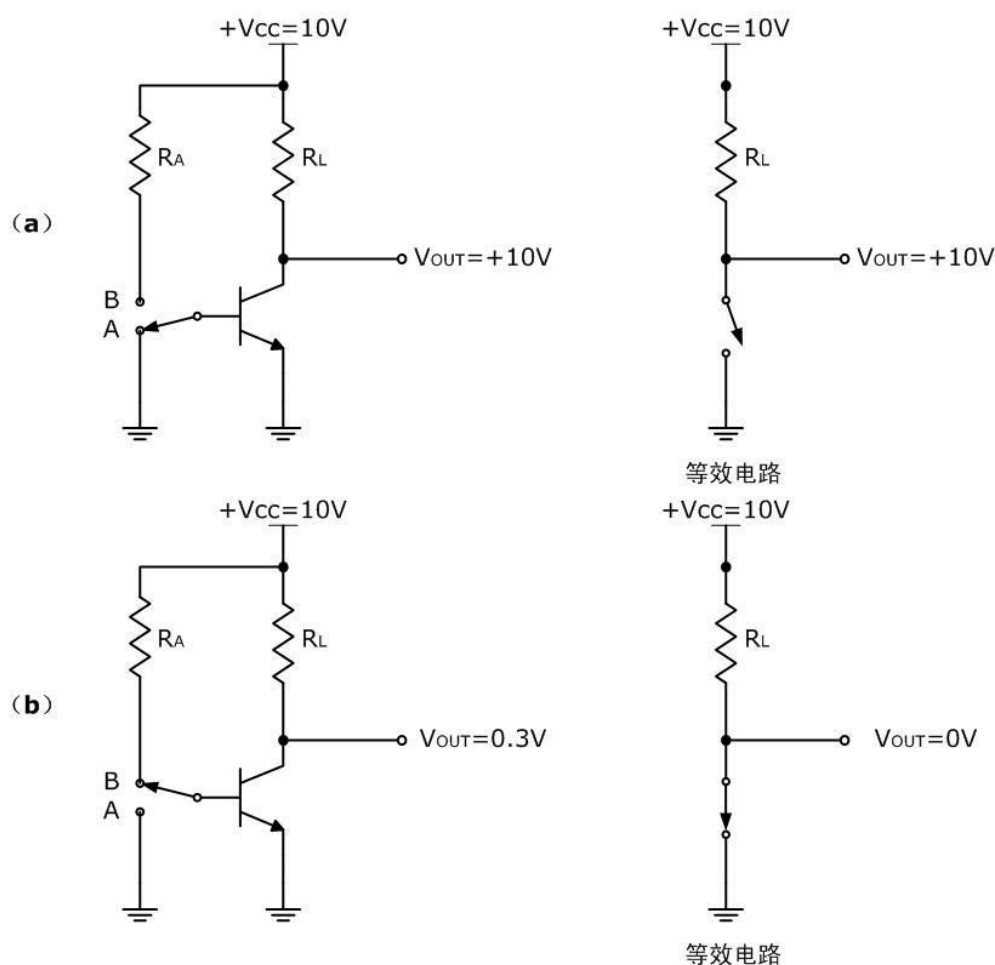 +Vcc=10V
+Vcc=10V
RA
RL
RL
（a）
VOUT=+10V
VOUT=+10V
B
A
等效电路
+Vcc=10V
+Vcc=10V
RA
RL
RL
（b）
VOUT=0.3V
VOUT=0V
B
A
等效电路